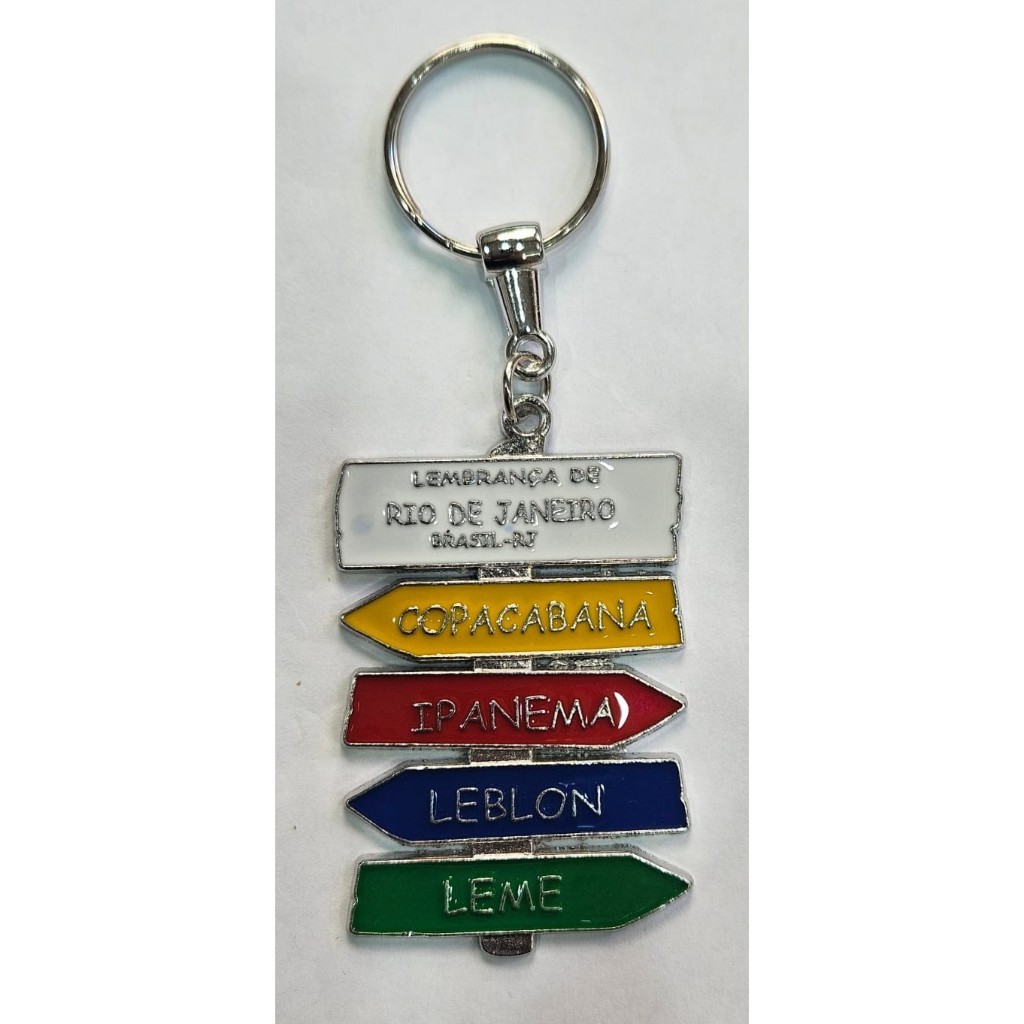 LEMBRANÇA DE
RIO DE JANEIRO
BRASIL-RJ
COPACABANA
IPANEMA
LEBLON
LEME